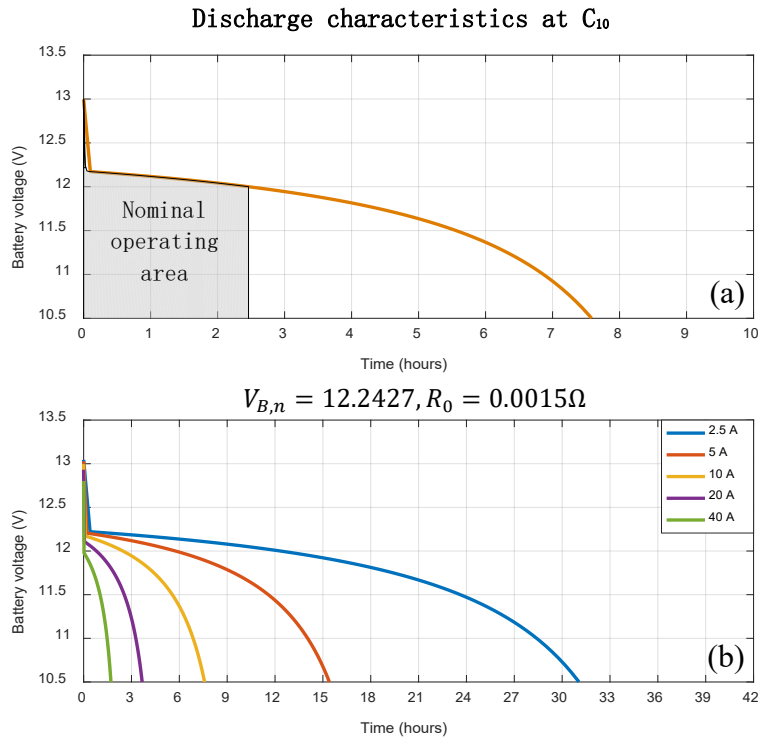 Discharge characteristics at C₁₀
13.5
13
12.5
12
11.5
11
10.5
Battery voltage (V)
Nominal
operating
area
(a)
0 1 2 3 4 5 6 7 8 9 10
Time (hours)
V_{B,n} = 12.2427, R_0 = 0.0015Ω
13.5
13
12.5
12
11.5
11
10.5
Battery voltage (V)
2.5 A
5 A
10 A
20 A
40 A
(b)
0 3 6 9 12 15 18 21 24 27 30 33 36 39 42
Time (hours)